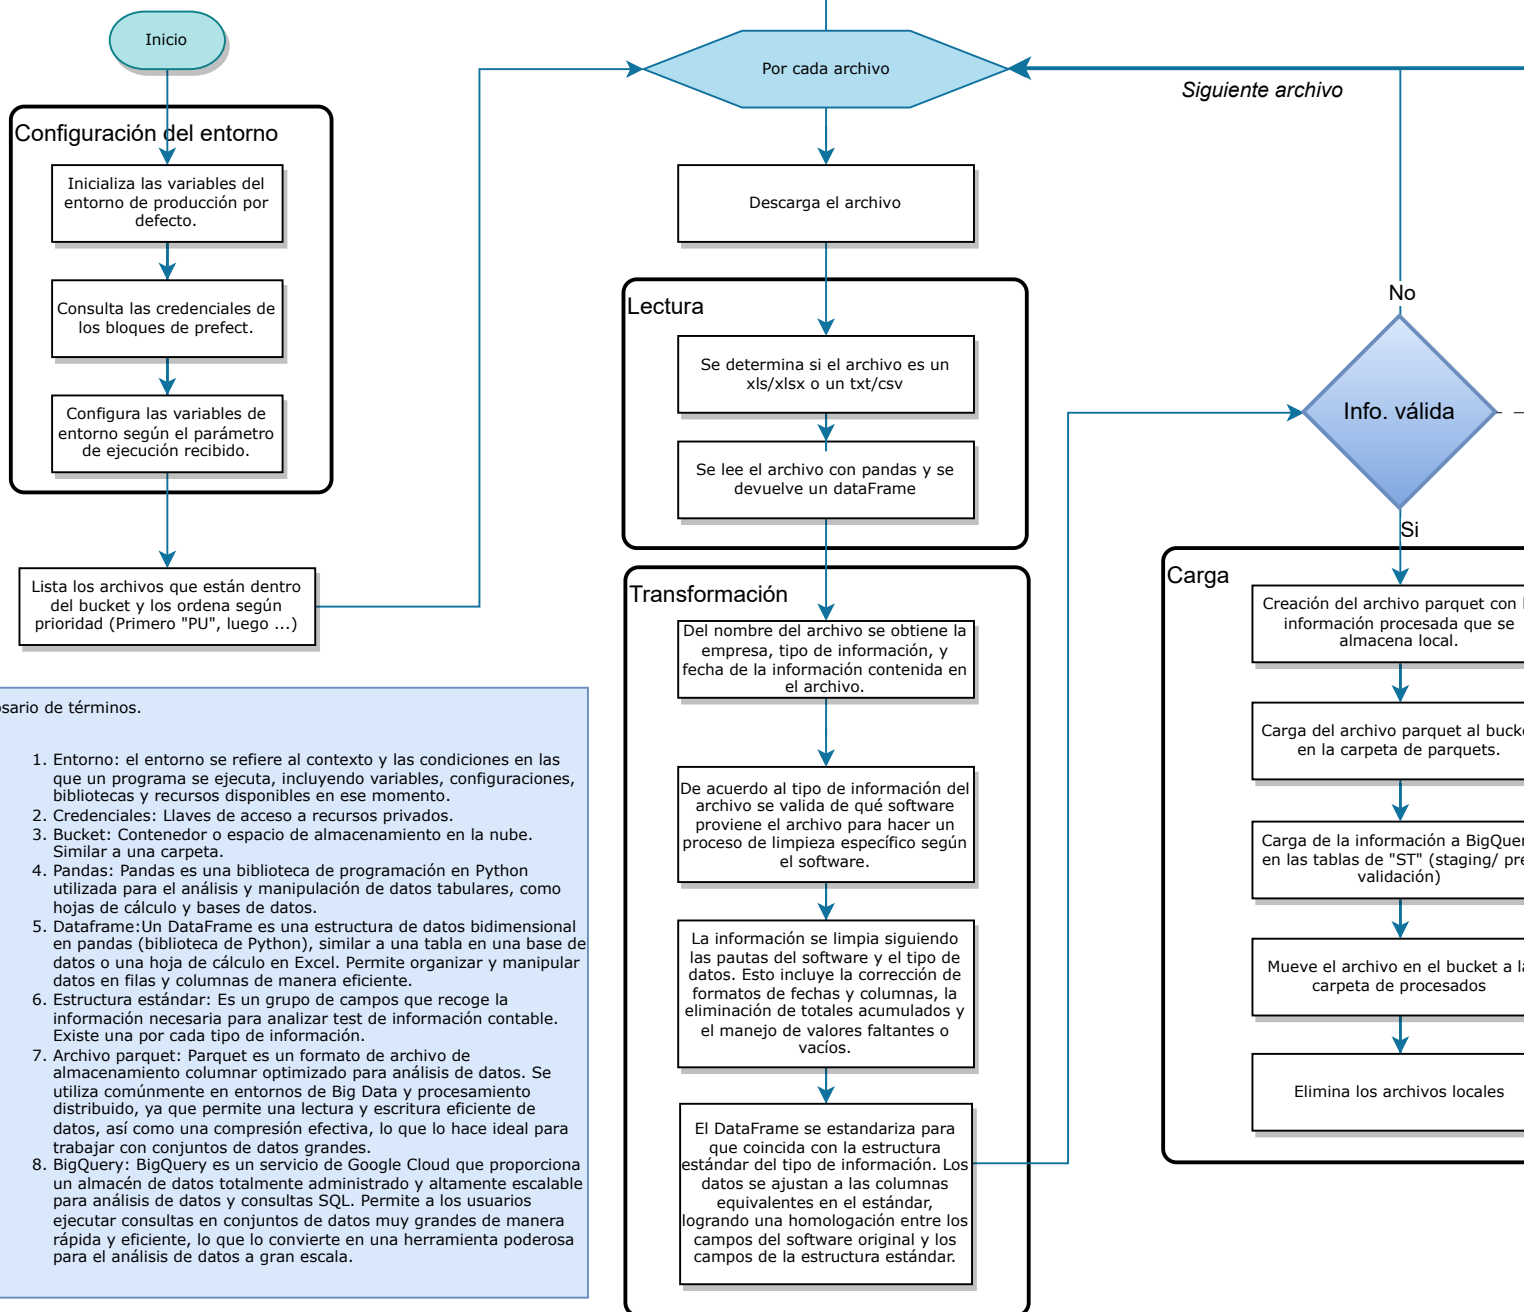 Inicio
Configuración del entorno
Inicializa las variables del
entorno de producción por
defecto.
Consulta las credenciales de
los bloques de prefect.
Configura las variables de
entorno según el parámetro
de ejecución recibido.
Lista los archivos que están dentro
del bucket y los ordena según
prioridad (Primero "PU", luego ...)
Por cada archivo
Siguiente archivo
Descarga el archivo
Lectura
Se determina si el archivo es un
xls/xlsx o un txt/csv
Se lee el archivo con pandas y se
devuelve un dataFrame
Transformación
Del nombre del archivo se obtiene la
empresa, tipo de información, y
fecha de la información contenida en
el archivo.
De acuerdo al tipo de información del
archivo se valida de qué software
proviene el archivo para hacer un
proceso de limpieza específico según
el software.
La información se limpia siguiendo
las pautas del software y el tipo de
datos. Esto incluye la corrección de
formatos de fechas y columnas, la
eliminación de totales acumulados y
el manejo de valores faltantes o
vacíos.
El DataFrame se estandariza para
que coincida con la estructura
estándar del tipo de información. Los
datos se ajustan a las columnas
equivalentes en el estándar,
logrando una homologación entre los
campos del software original y los
campos de la estructura estándar.
No
Info. válida
Si
Carga
Creación del archivo parquet con
información procesada que se
almacena local.
Carga del archivo parquet al bucke
en la carpeta de parquets.
Carga de la información a BigQuer
en las tablas de "ST" (staging/ pre
validación)
Mueve el archivo en el bucket a la
carpeta de procesados
Elimina los archivos locales
osario de términos.
1. Entorno: el entorno se refiere al contexto y las condiciones en las
que un programa se ejecuta, incluyendo variables, configuraciones,
bibliotecas y recursos disponibles en ese momento.
2. Credenciales: Llaves de acceso a recursos privados.
3. Bucket: Contenedor o espacio de almacenamiento en la nube.
Similar a una carpeta.
4. Pandas: Pandas es una biblioteca de programación en Python
utilizada para el análisis y manipulación de datos tabulares, como
hojas de cálculo y bases de datos.
5. Dataframe:Un DataFrame es una estructura de datos bidimensional
en pandas (biblioteca de Python), similar a una tabla en una base de
datos o una hoja de cálculo en Excel. Permite organizar y manipular
datos en filas y columnas de manera eficiente.
6. Estructura estándar: Es un grupo de campos que recoge la
información necesaria para analizar test de información contable.
Existe una por cada tipo de información.
7. Archivo parquet: Parquet es un formato de archivo de
almacenamiento columnar optimizado para análisis de datos. Se
utiliza comúnmente en entornos de Big Data y procesamiento
distribuido, ya que permite una lectura y escritura eficiente de
datos, así como una compresión efectiva, lo que lo hace ideal para
trabajar con conjuntos de datos grandes.
8. BigQuery: BigQuery es un servicio de Google Cloud que proporciona
un almacén de datos totalmente administrado y altamente escalable
para análisis de datos y consultas SQL. Permite a los usuarios
ejecutar consultas en conjuntos de datos muy grandes de manera
rápida y eficiente, lo que lo convierte en una herramienta poderosa
para el análisis de datos a gran escala.